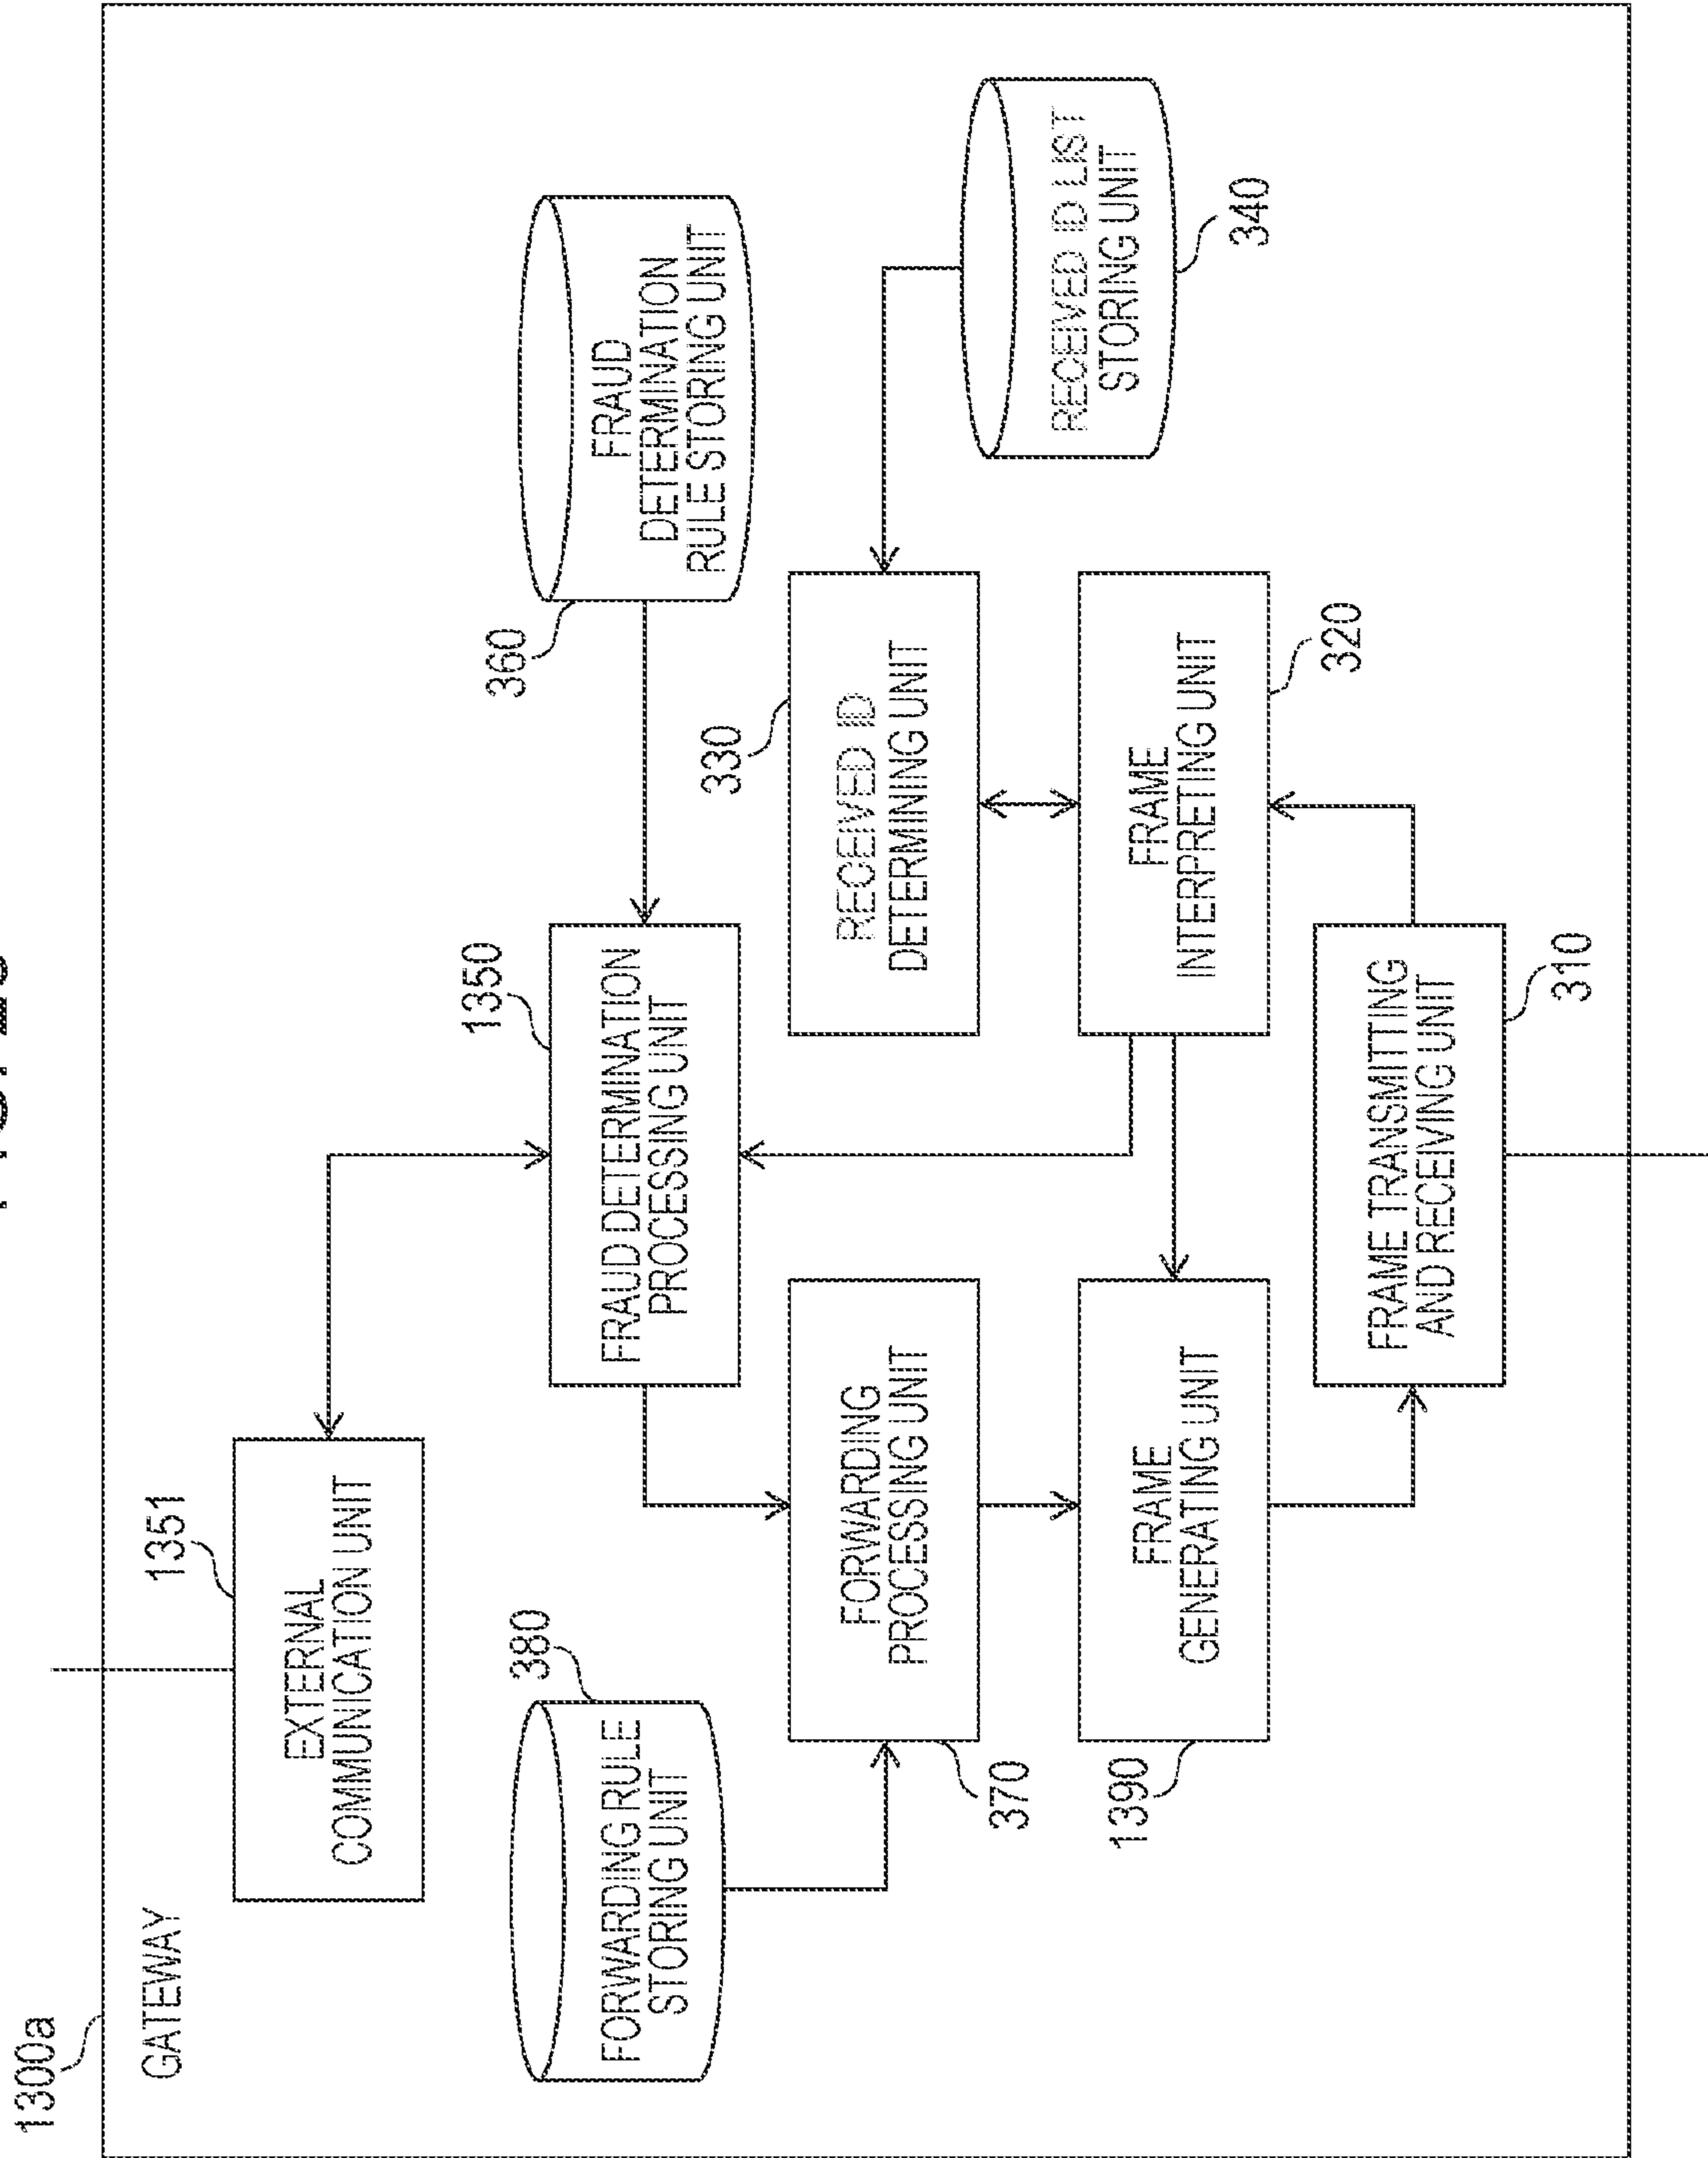 1300a
GATEWAY
1351
EXTERNAL
COMMUNICATION UNIT
380
FORWARDING RULE
STORING UNIT
1350
FRAUD DETERMINATION
PROCESSING UNIT
360
FRAUD
DETERMINATION
RULE STORING UNIT
FORWARDING
PROCESSING UNIT
370
330
RECEIVED ID
DETERMINING UNIT
RECEIVED ID LIST
STORING UNIT
340
FRAME
GENERATING UNIT
1390
FRAME
INTERPRETING UNIT
320
FRAME TRANSMITTING
AND RECEIVING UNIT
310